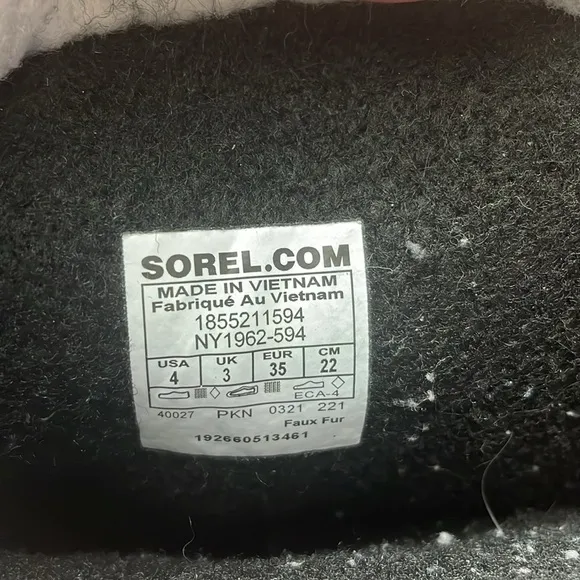 SOREL.COM
MADE IN VIETNAM
Fabriqué Au Vietnam
1855211594
NY1962-594
USA UK EUR CM
4 3 35 22
ECA-4
40027 PKN 0321 221
Faux Fur
192660513461